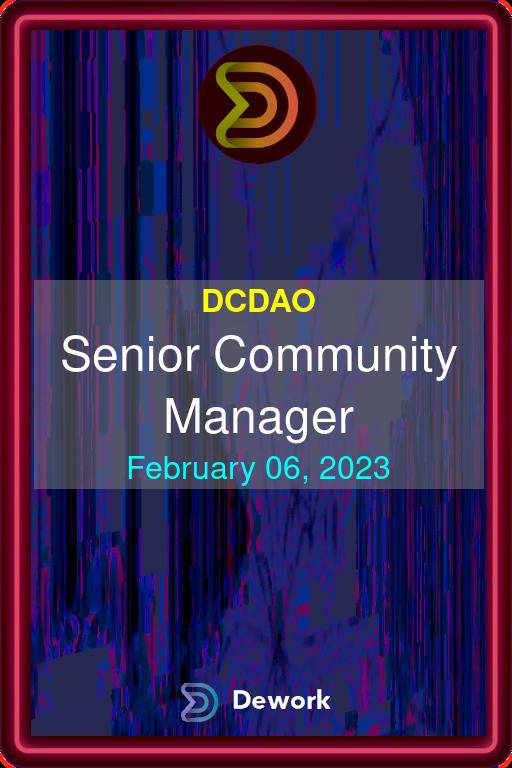 DCDAO
Senior Community
Manager
February 06, 2023
Dework